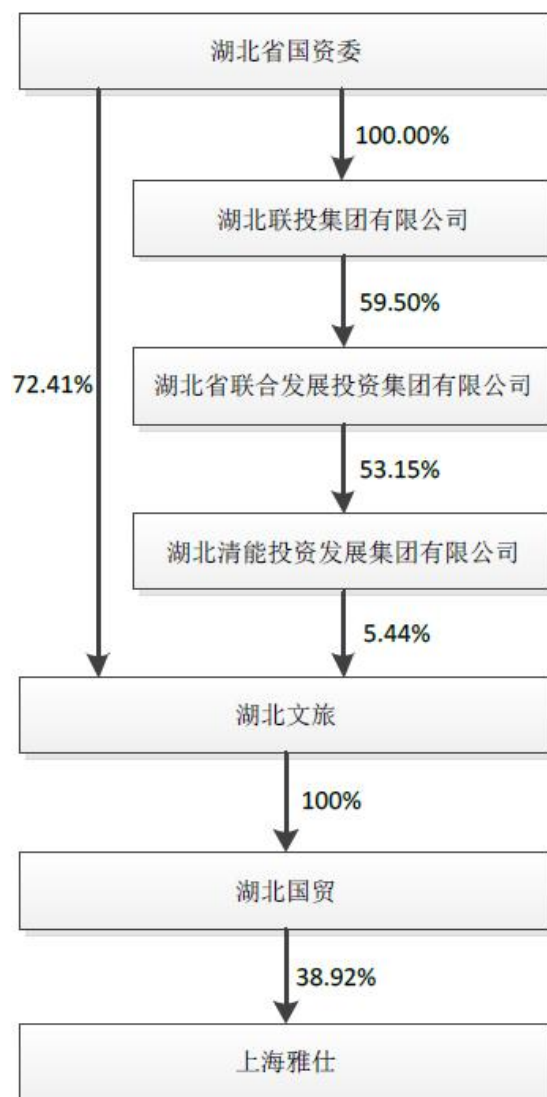 湖北省国资委
100.00%
湖北联投集团有限公司
59.50%
72.41%
湖北省联合发展投资集团有限公司
53.15%
湖北清能投资发展集团有限公司
5.44%
湖北文旅
100%
湖北国贸
38.92%
上海雅仕